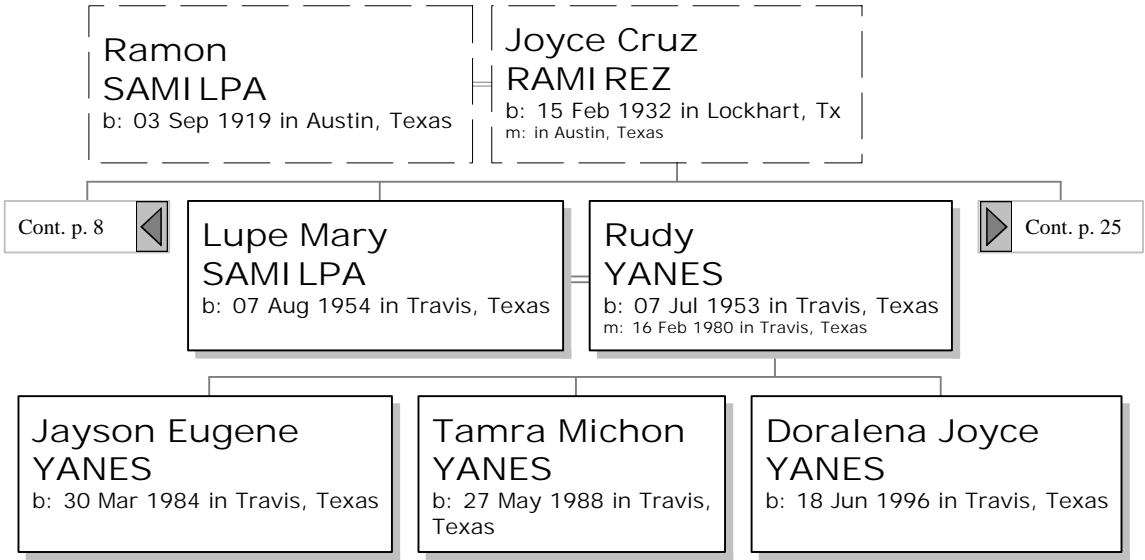 Ramon
SAMILPA
b: 03 Sep 1919 in Austin, Texas
Joyce Cruz
RAMIREZ
b: 15 Feb 1932 in Lockhart, Tx
m: in Austin, Texas
Cont. p. 8
Lupe Mary
SAMILPA
b: 07 Aug 1954 in Travis, Texas
Rudy
YANES
b: 07 Jul 1953 in Travis, Texas
m: 16 Feb 1980 in Travis, Texas
Cont. p. 25
Jayson Eugene
YANES
b: 30 Mar 1984 in Travis, Texas
Tamra Michon
YANES
b: 27 May 1988 in Travis,
Texas
Doralena Joyce
YANES
b: 18 Jun 1996 in Travis, Texas